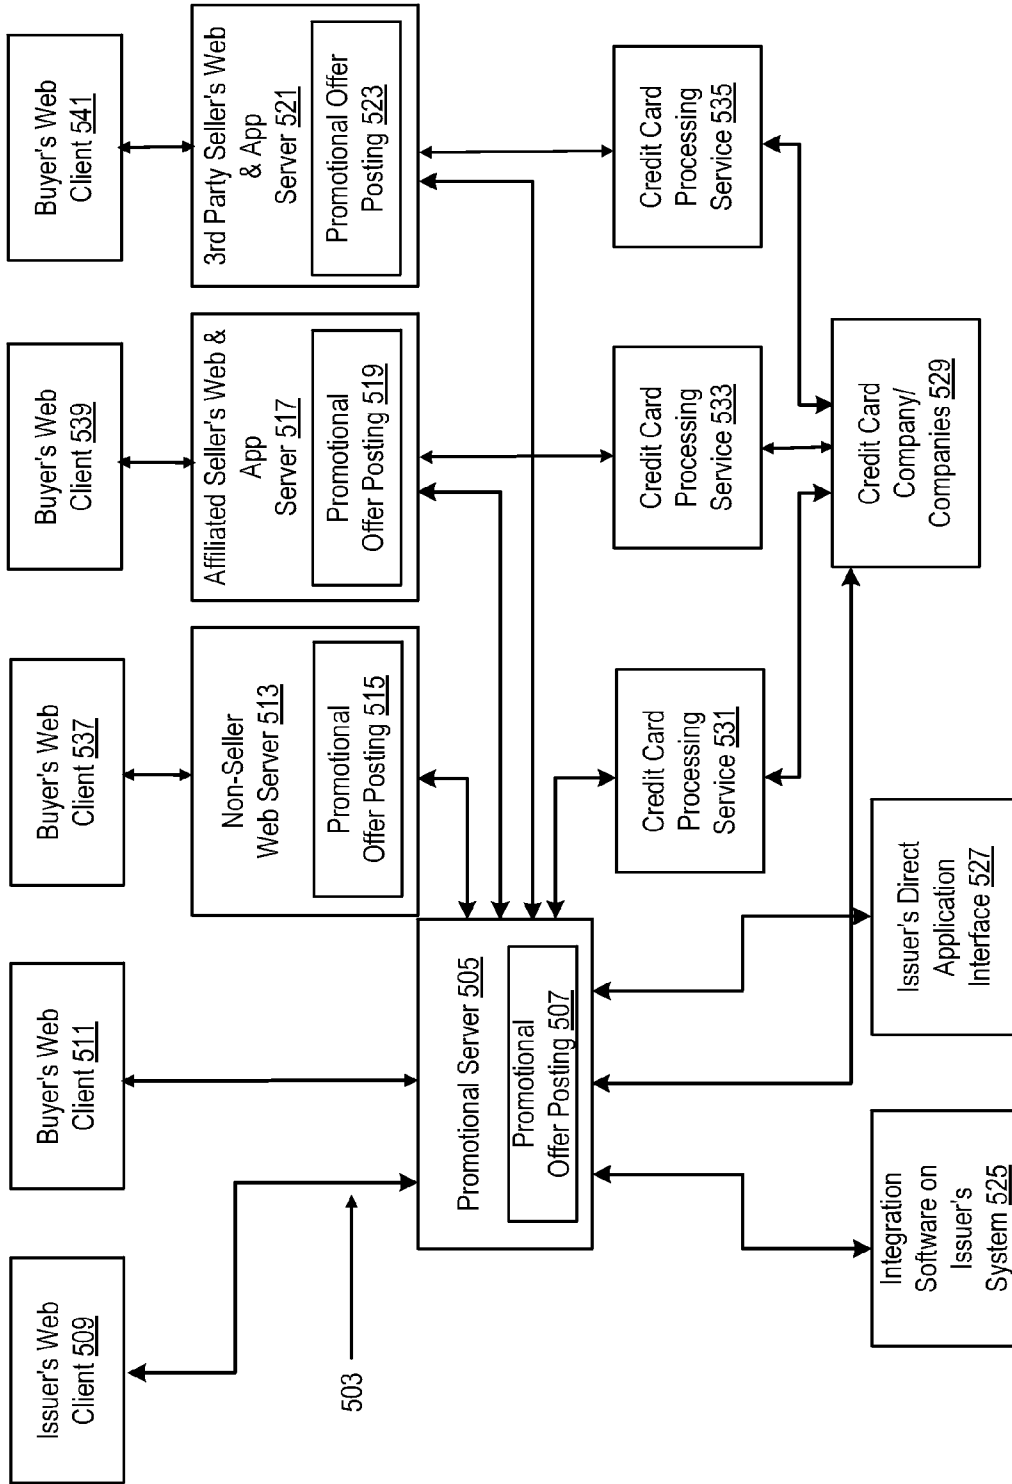 Issuer's Web
Client 509
Buyer's Web
Client 511
Buyer's Web
Client 537
Buyer's Web
Client 539
Buyer's Web
Client 541
503
Non-Seller
Web Server 513
Promotional
Offer Posting 515
Affiliated Seller's Web &
App
Server 517
Promotional
Offer Posting 519
3rd Party Seller's Web
& App
Server 521
Promotional Offer
Posting 523
Promotional Server 505
Promotional
Offer Posting 507
Credit Card
Processing
Service 531
Credit Card
Processing
Service 533
Credit Card
Processing
Service 535
Integration
Software on
Issuer's
System 525
Issuer's Direct
Application
Interface 527
Credit Card
Company/
Companies 529